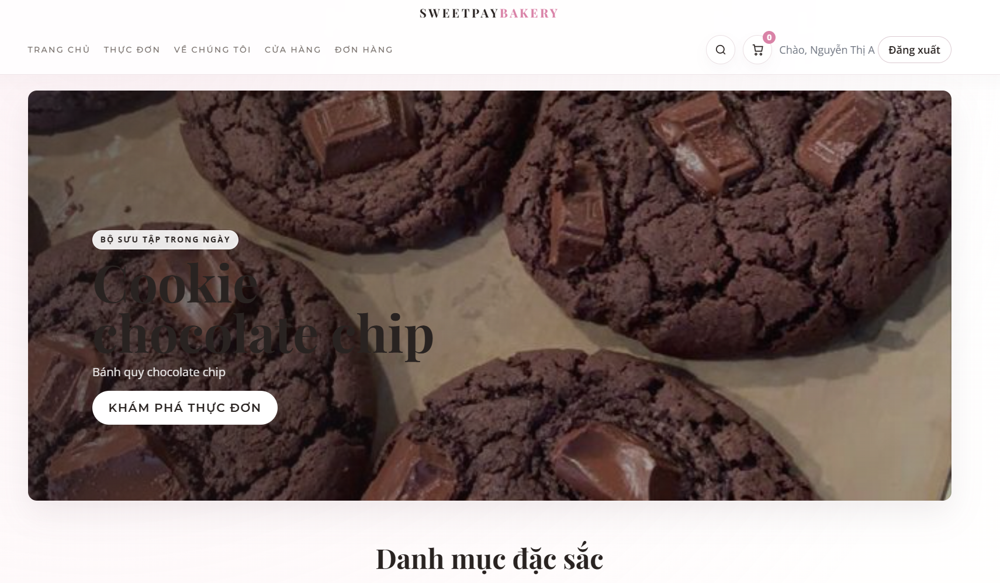 SWEETPAYBAKERY
TRANG CHỦ THỰC ĐƠN VỀ CHÚNG TÔI CỬA HÀNG ĐƠN HÀNG
0
Chào, Nguyễn Thị A Đăng xuất
BỘ SƯU TẬP TRONG NGÀY
Cookie
chocolate chip
Bánh quy chocolate chip
KHÁM PHÁ THỰC ĐƠN
Danh mục đặc sắc